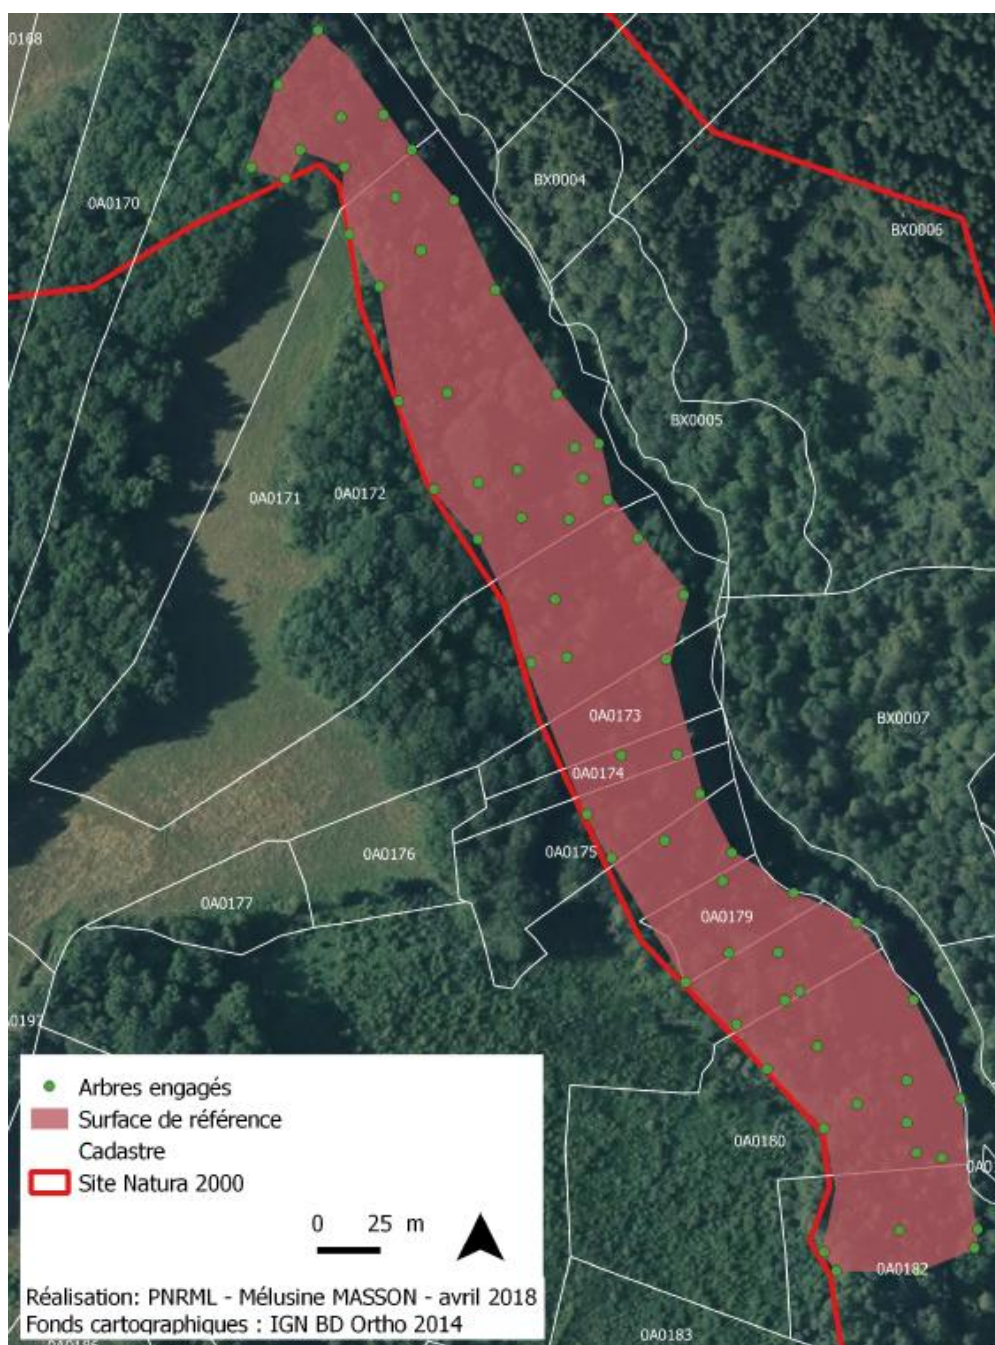 0A0168
BX0004
0A0170
BX0006
BX0005
0A0171
0A0172
0A0173
BX0007
0A0174
0A0175
0A0176
0A0177
0A0179
0A0180
0A0
0A0182
0A0183
Arbres engagés
Surface de référence
Cadastre
Site Natura 2000
0 25 m
Réalisation: PNRML - Mélusine MASSON - avril 2018
Fonds cartographiques : IGN BD Ortho 2014